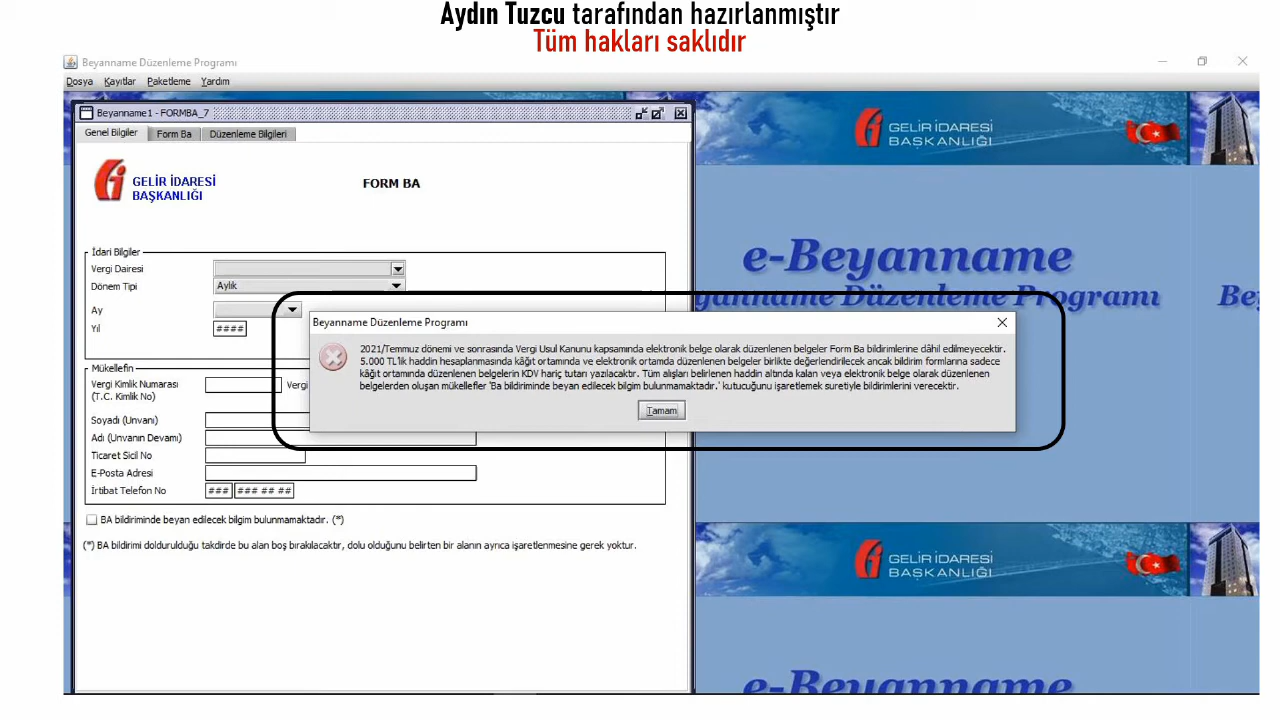 Aydın Tuzcu tarafından hazırlanmıştır
Tüm hakları saklıdır
Beyanname Düzenleme Programı
Dosya Kayıtlar Paketleme Yardım
Beyanname1 - FORMBA_7
Genel Bilgiler Form Ba Düzenleme Bilgileri
GELİR İDARESİ
BAŞKANLIĞI
FORM BA
İdari Bilgiler
Vergi Dairesi
Dönem Tipi Aylık
Ay
Yıl ####
Mükellefin
Vergi Kimlik Numarası Vergi
(T.C. Kimlik No)
Soyadı (Unvanı)
Adı (Unvanın Devamı)
Ticaret Sicil No
E-Posta Adresi
İrtibat Telefon No ### ### ## ##
BA bildiriminde beyan edilecek bilgim bulunmamaktadır. (*)
(*) BA bildirimi doldurulduğu takdirde bu alan boş bırakılacaktır, dolu olduğunu belirten bir alanın ayrıca işaretlenmesine gerek yoktur.
Beyanname Düzenleme Programı
2021/Temmuz dönemi ve sonrasında Vergi Usul Kanunu kapsamında elektronik belge olarak düzenlenen belgeler Form Ba bildirimlerine dâhil edilmeyecektir.
5.000 TL'lik haddin hesaplanmasında kâğıt ortamında ve elektronik ortamda düzenlenen belgeler birlikte değerlendirilecek ancak bildirim formlarına sadece
kâğıt ortamında düzenlenen belgelerin KDV hariç tutarı yazılacaktır. Tüm alışları belirlenen haddin altında kalan veya elektronik belge olarak düzenlenen
belgelerden oluşan mükellefler 'Ba bildiriminde beyan edilecek bilgim bulunmamaktadır.' kutucuğunu işaretlemek suretiyle bildirimlerini verecektir.
Tamam
GELİR İDARESİ
BAŞKANLIĞI
e-Beyanname
eyanname Düzenleme Programı
Be
GELİR İDARESİ
BAŞKANLIĞI
e-Beyanname